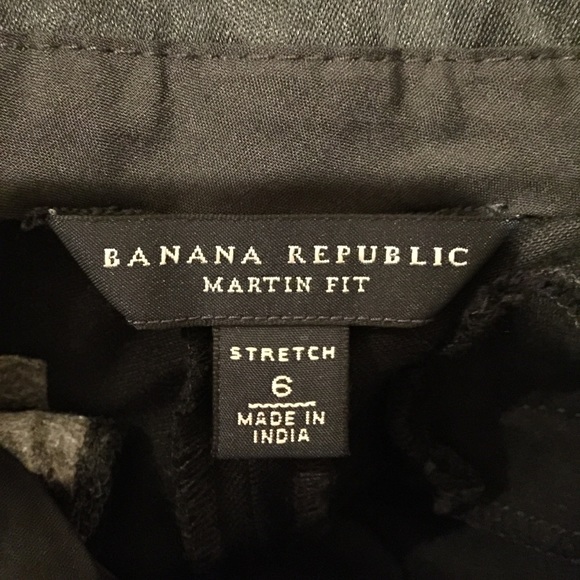 BANANA REPUBLIC
MARTIN FIT
STRETCH
6
MADE IN
INDIA